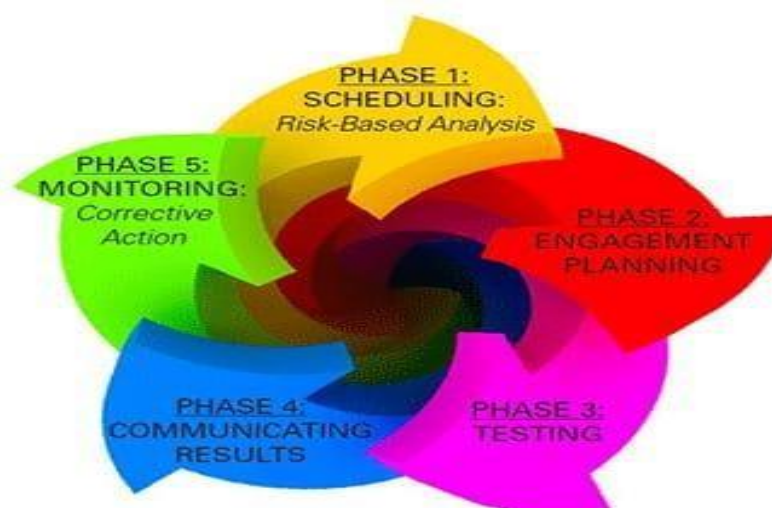 PHASE 1:
SCHEDULING:
Risk-Based Analysis
PHASE 2:
ENGAGEMENT
PLANNING
PHASE 3:
TESTING
PHASE 4:
COMMUNICATING
RESULTS
PHASE 5:
MONITORING:
Corrective
Action